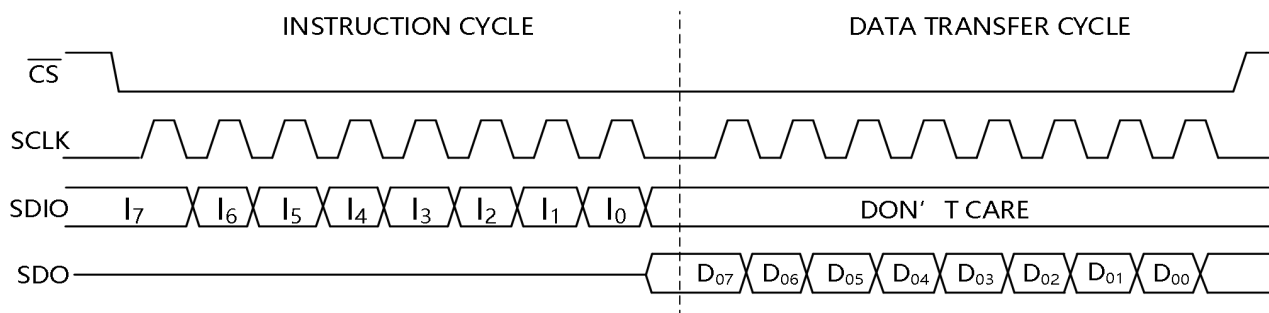 INSTRUCTION CYCLE DATA TRANSFER CYCLE
CS
SCLK
SDIO I7 I6 I5 I4 I3 I2 I1 I0 DON' T CARE
SDO D07 D06 D05 D04 D03 D02 D01 D00